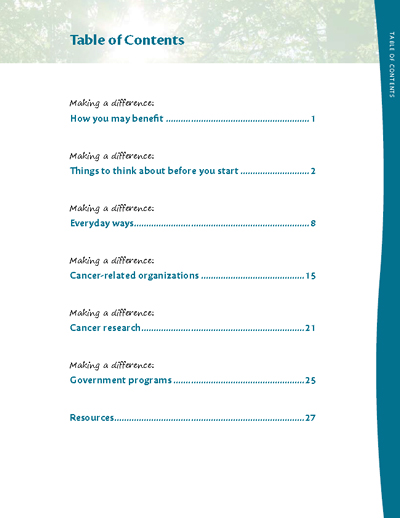 Table of Contents
TABLE OF CONTENTS
Making a difference:
How you may benefit ........................................................ 1
Making a difference:
Things to think about before you start ........................... 2
Making a difference:
Everyday ways..................................................................... 8
Making a difference:
Cancer-related organizations ......................................... 15
Making a difference:
Cancer research................................................................ 21
Making a difference:
Government programs .................................................... 25
Resources........................................................................... 27